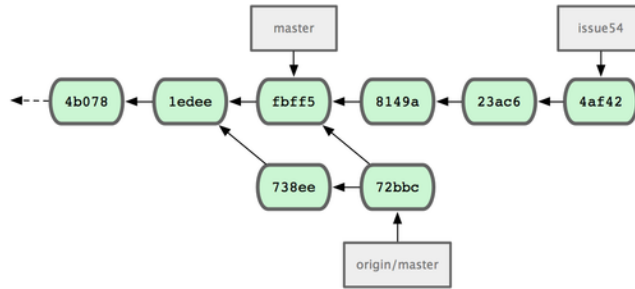 master
issue54
4b078
1edee
fbff5
8149a
23ac6
4af42
738ee
72bbc
origin/master